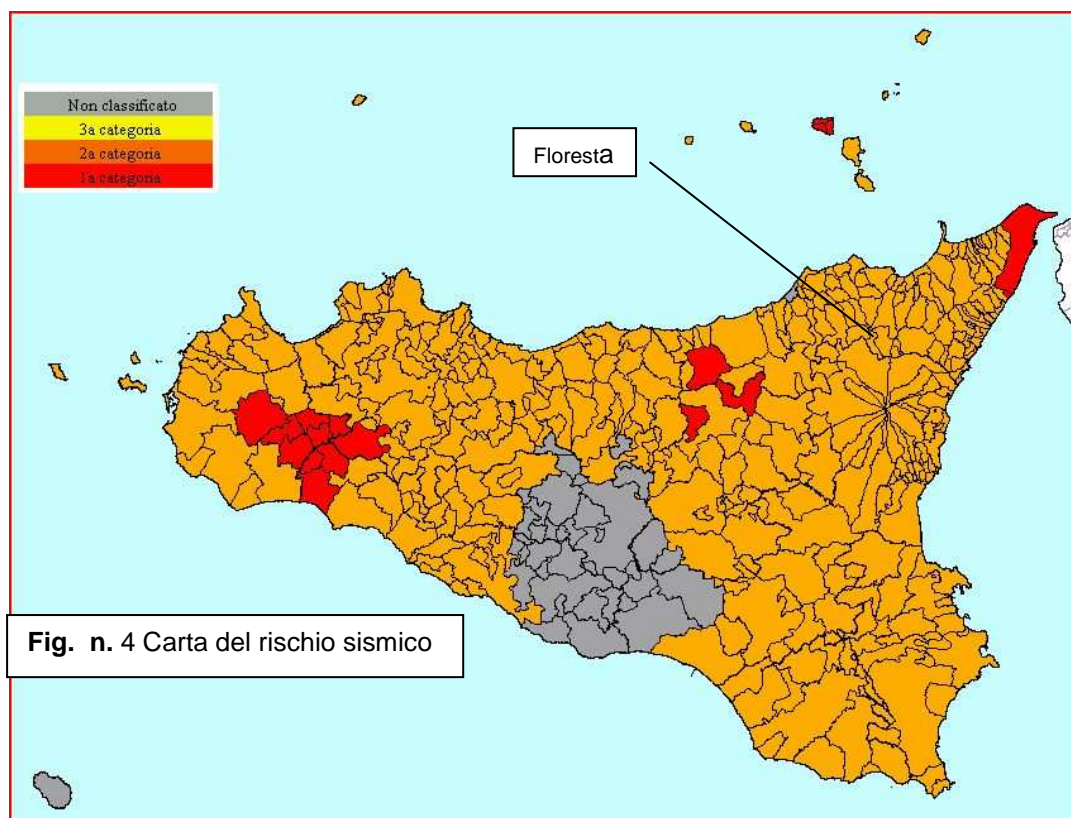 Non classificato
3a categoria
2a categoria
1a categoria
Floresta
Fig. n. 4 Carta del rischio sismico